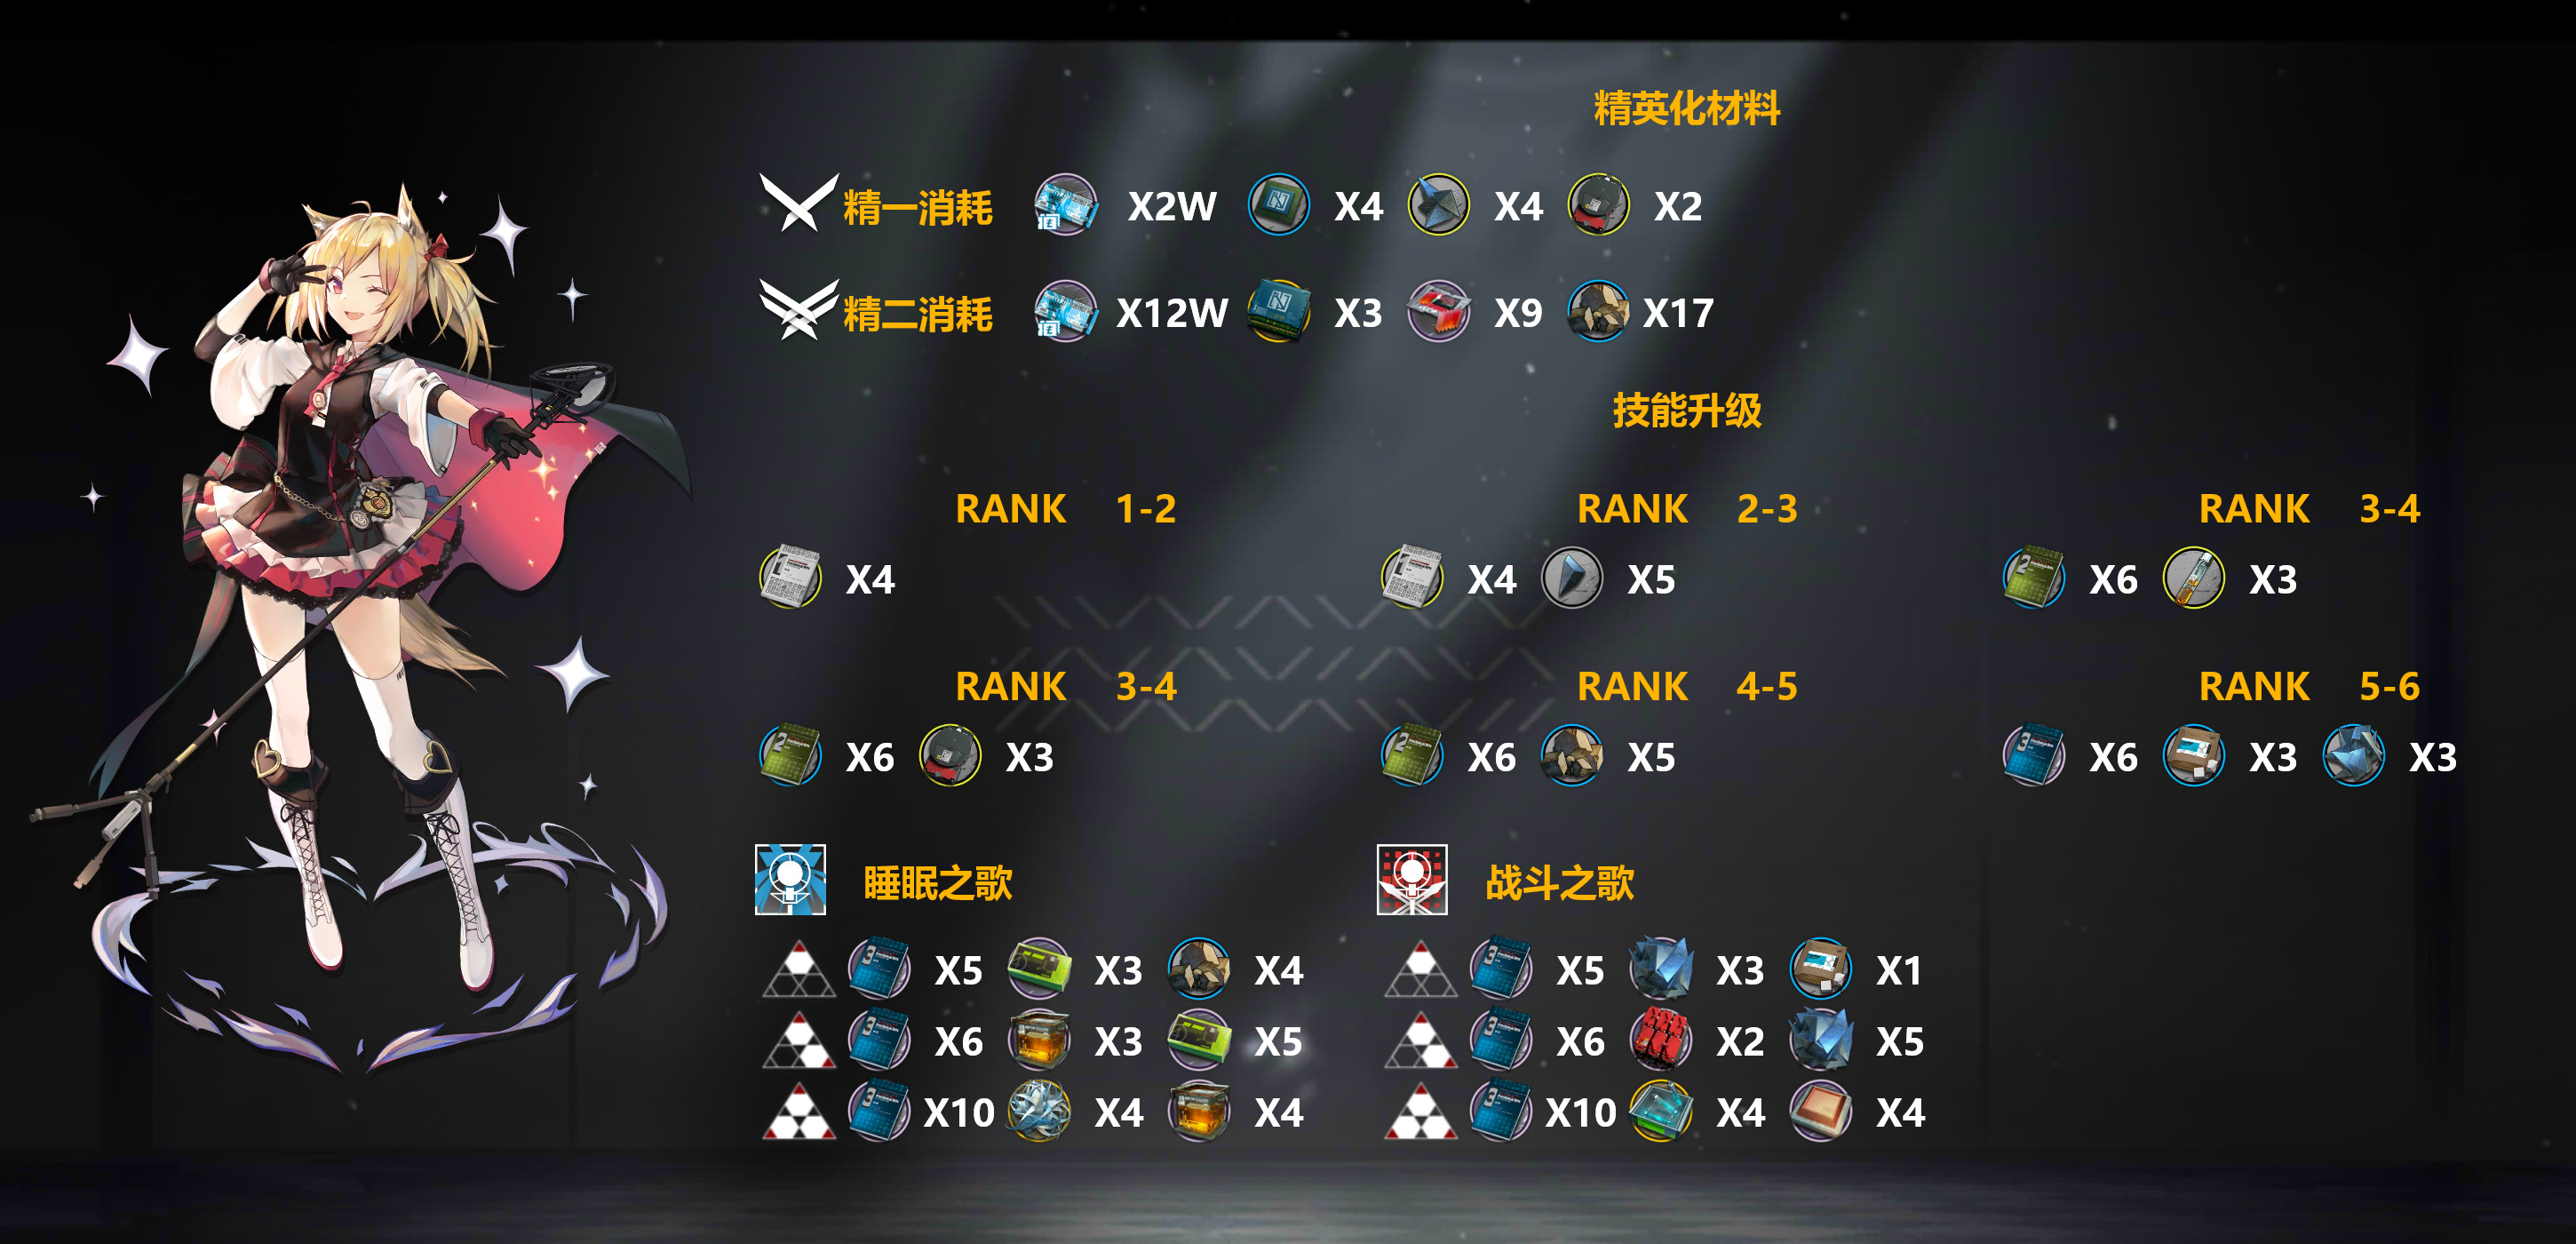 精英化材料
精一消耗 X2W X4 X4 X2
精二消耗 X12W X3 X9 X17
技能升级
RANK 1-2 RANK 2-3 RANK 3-4
X4 X4 X5 X6 X3
RANK 3-4 RANK 4-5 RANK 5-6
X6 X3 X6 X5 X6 X3 X3
睡眠之歌 战斗之歌
X5 X3 X4 X5 X3 X1
X6 X3 X5 X6 X2 X5
X10 X4 X4 X10 X4 X4